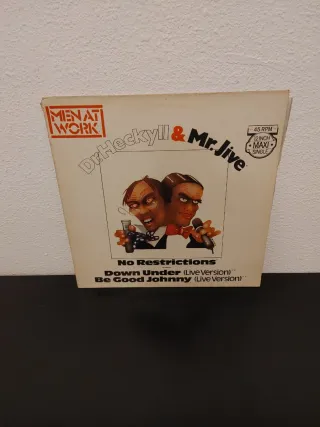 MEN AT
WORK
Dr. Heckyll & Mr. Jive
45 RPM
12 INCH
MAXI
SINGLE
No Restrictions
Down Under (Live Version)
Be Good Johnny (Live Version)